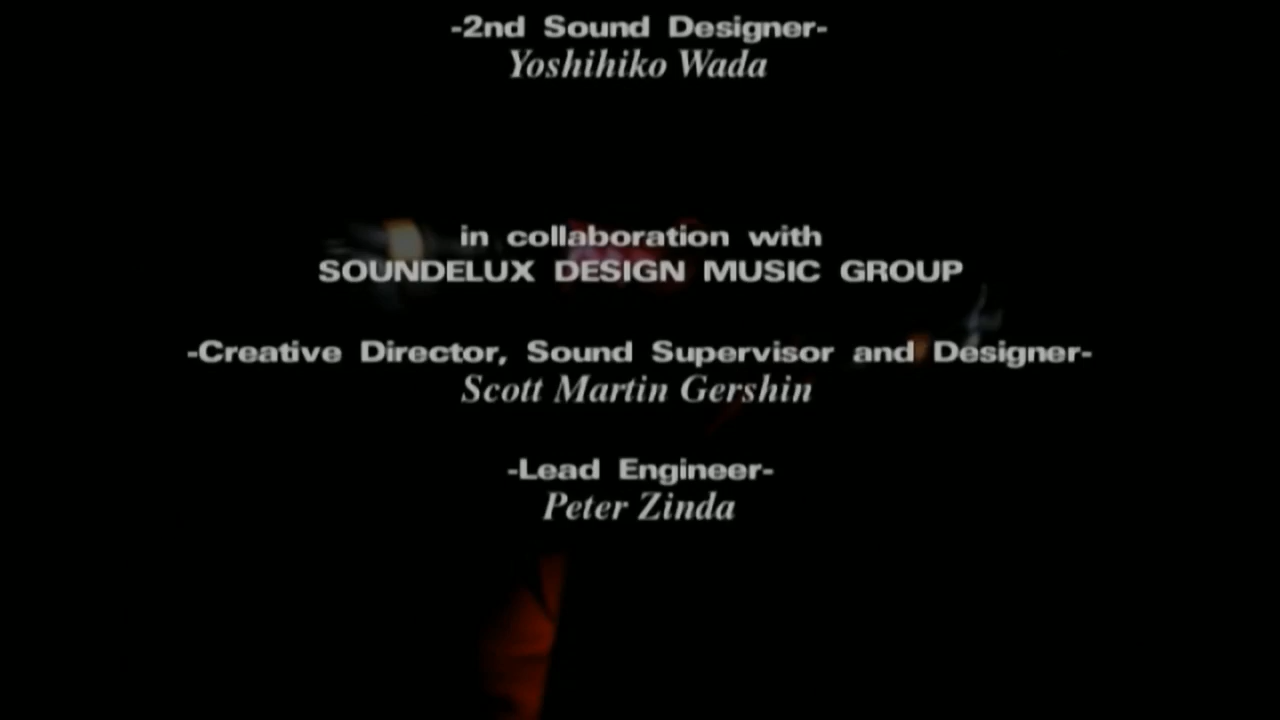 -2nd Sound Designer-
Yoshihiko Wada
in collaboration with
SOUNDELUX DESIGN MUSIC GROUP
-Creative Director, Sound Supervisor and Designer-
Scott Martin Gershin
-Lead Engineer-
Peter Zinda